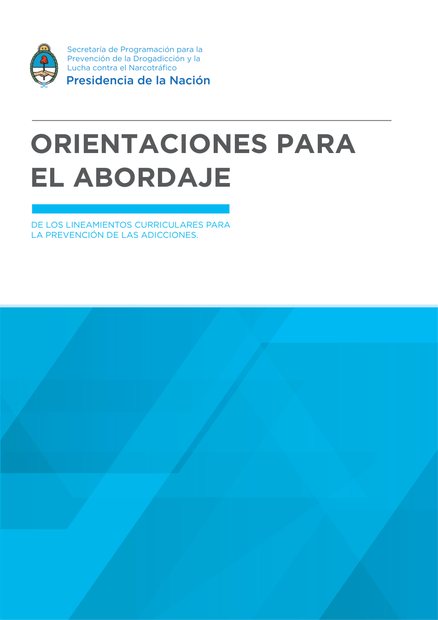 Secretaría de Programación para la
Prevención de la Drogadicción y la
Lucha contra el Narcotráfico
Presidencia de la Nación
ORIENTACIONES PARA
EL ABORDAJE
DE LOS LINEAMIENTOS CURRICULARES PARA
LA PREVENCIÓN DE LAS ADICCIONES.